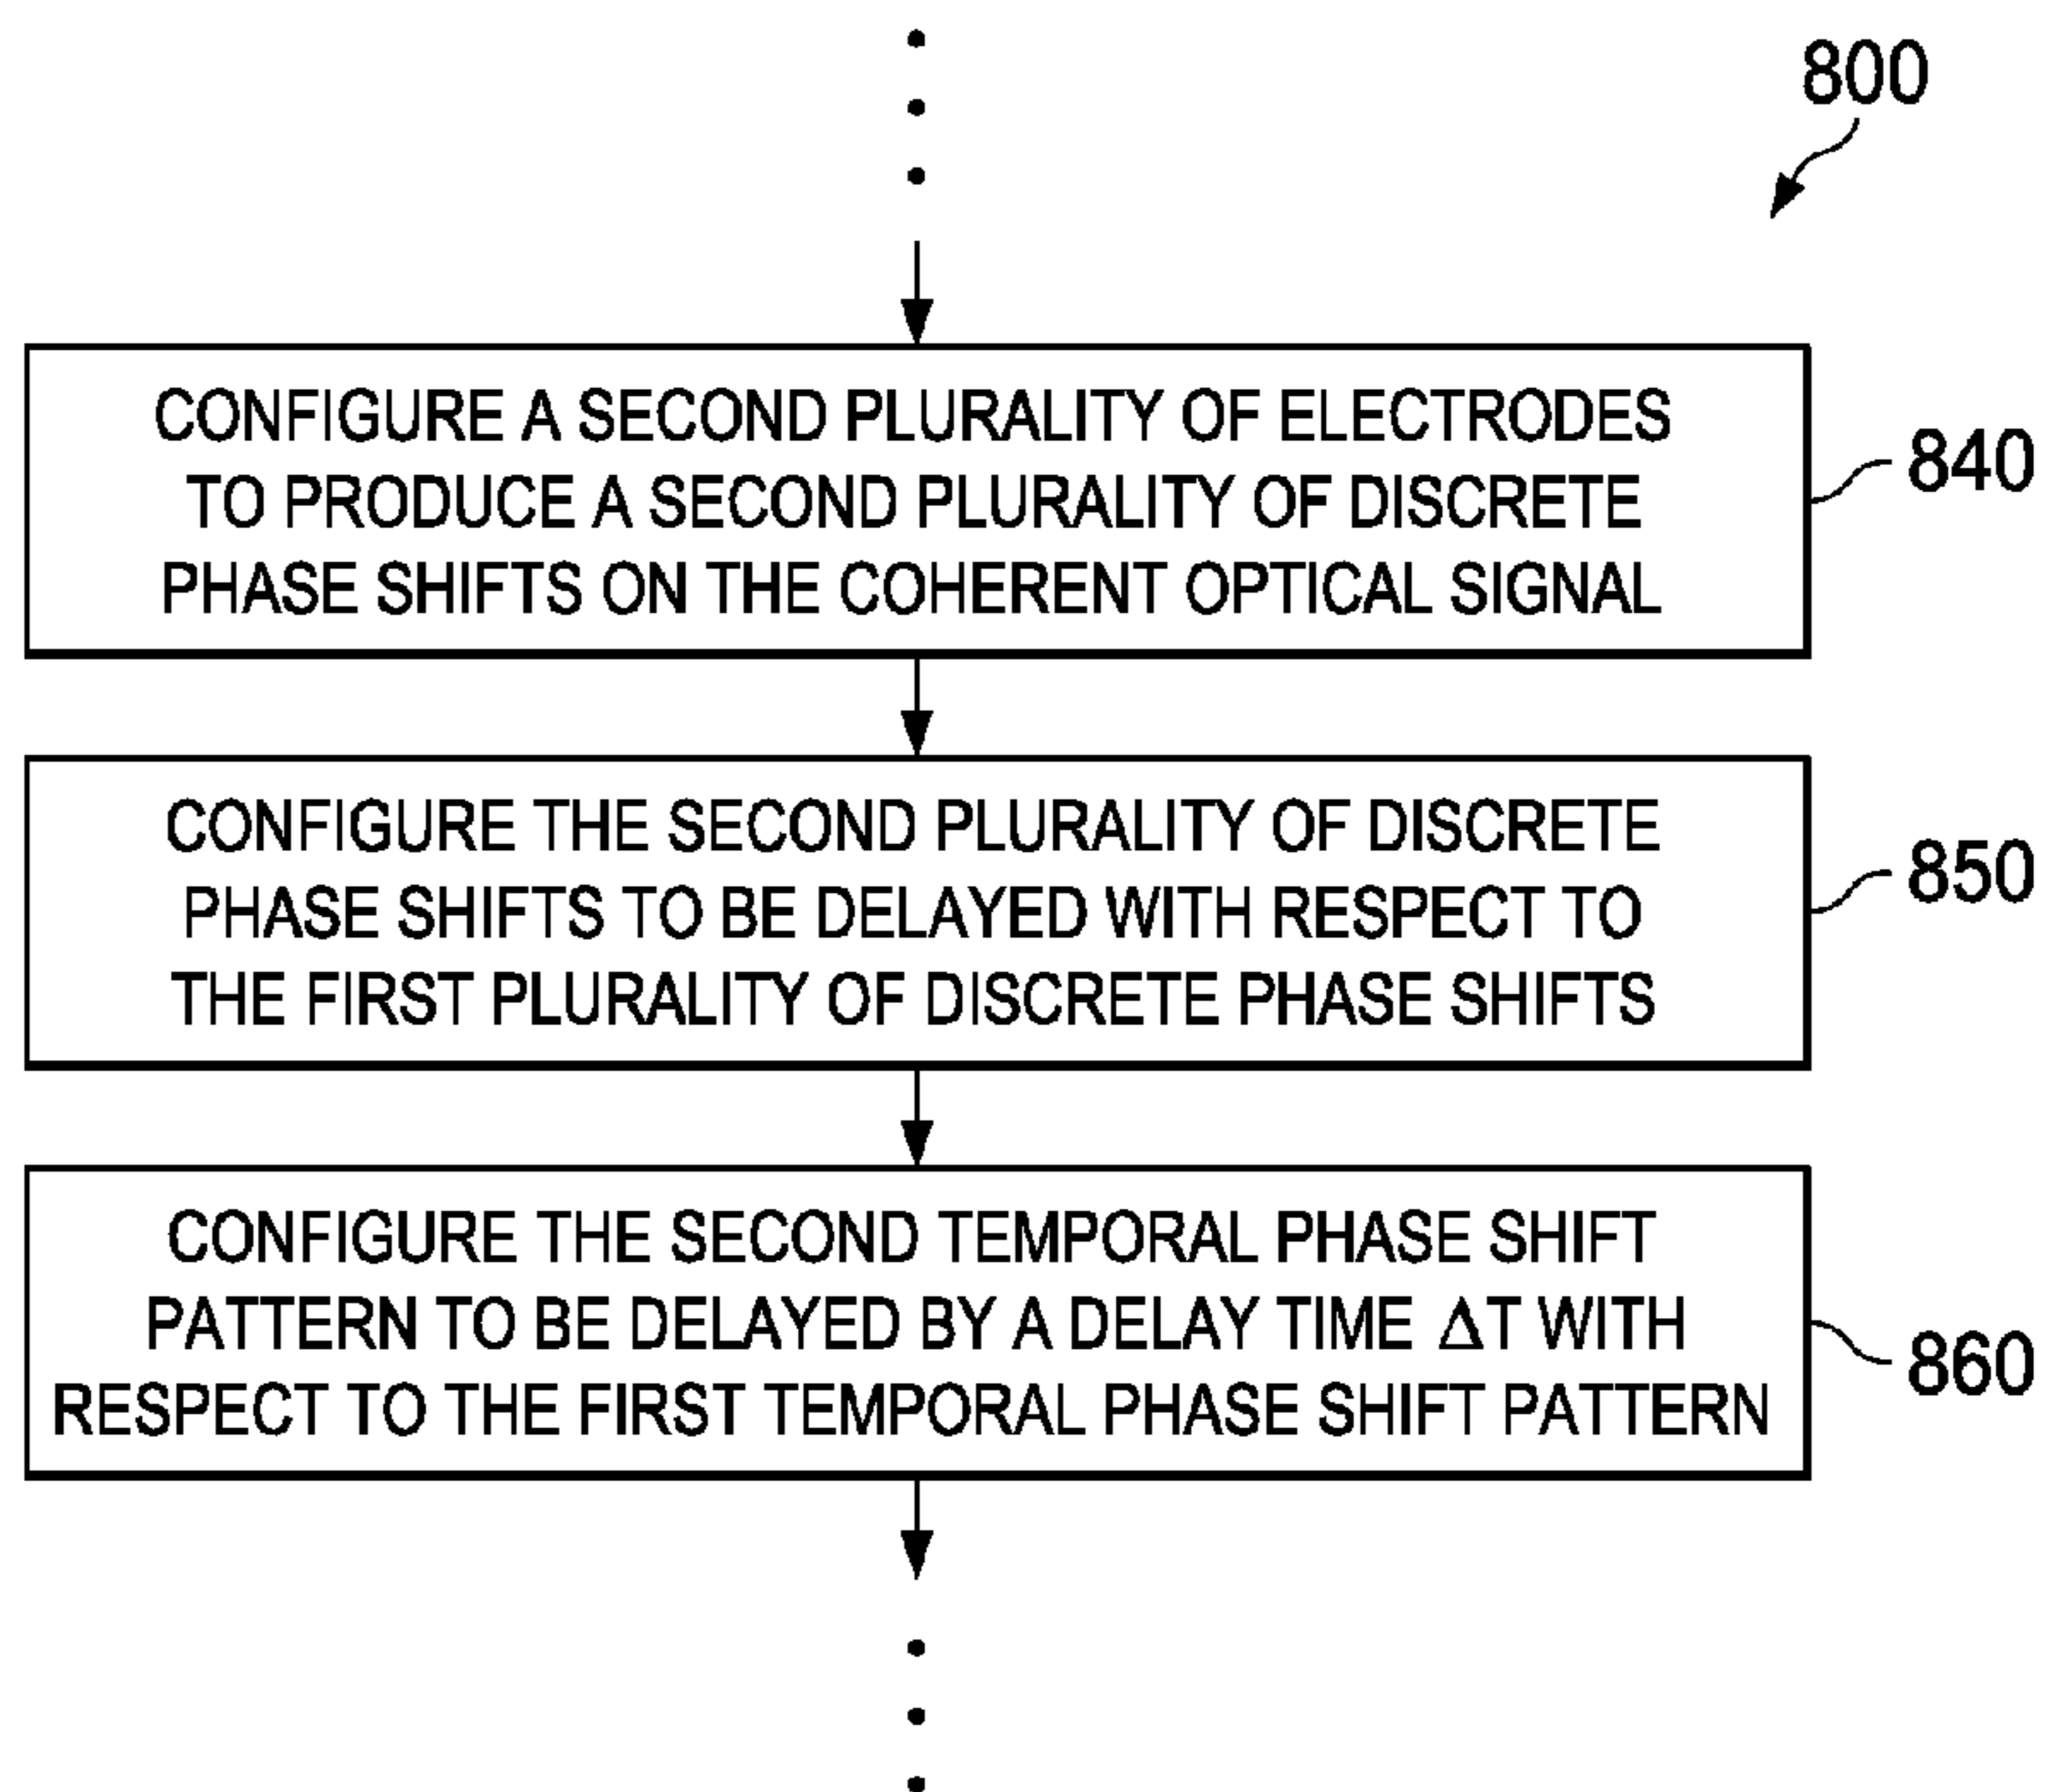 800
CONFIGURE A SECOND PLURALITY OF ELECTRODES
TO PRODUCE A SECOND PLURALITY OF DISCRETE
PHASE SHIFTS ON THE COHERENT OPTICAL SIGNAL
840
CONFIGURE THE SECOND PLURALITY OF DISCRETE
PHASE SHIFTS TO BE DELAYED WITH RESPECT TO
THE FIRST PLURALITY OF DISCRETE PHASE SHIFTS
850
CONFIGURE THE SECOND TEMPORAL PHASE SHIFT
PATTERN TO BE DELAYED BY A DELAY TIME ΔT WITH
RESPECT TO THE FIRST TEMPORAL PHASE SHIFT PATTERN
860